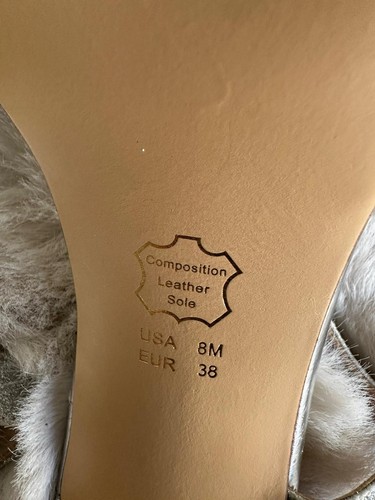 Composition
Leather
Sole
USA 8M
EUR 38